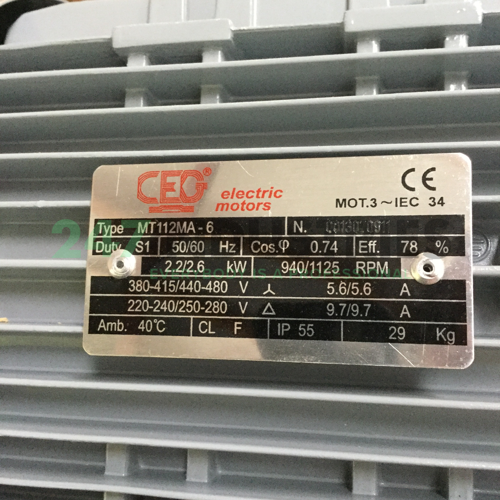 CEG® electric motors CE
MOT.3~IEC 34
Type MT112MA-6 N.
Duty S1 50/60 Hz Cos.φ 0.74 Eff. 78 %
2.2/2.6 kW 940/1125 RPM
380-415/440-480 V 人 5.6/5.6 A
220-240/250-280 V △ 9.7/9.7 A
Amb. 40℃ CL F IP 55 29 Kg